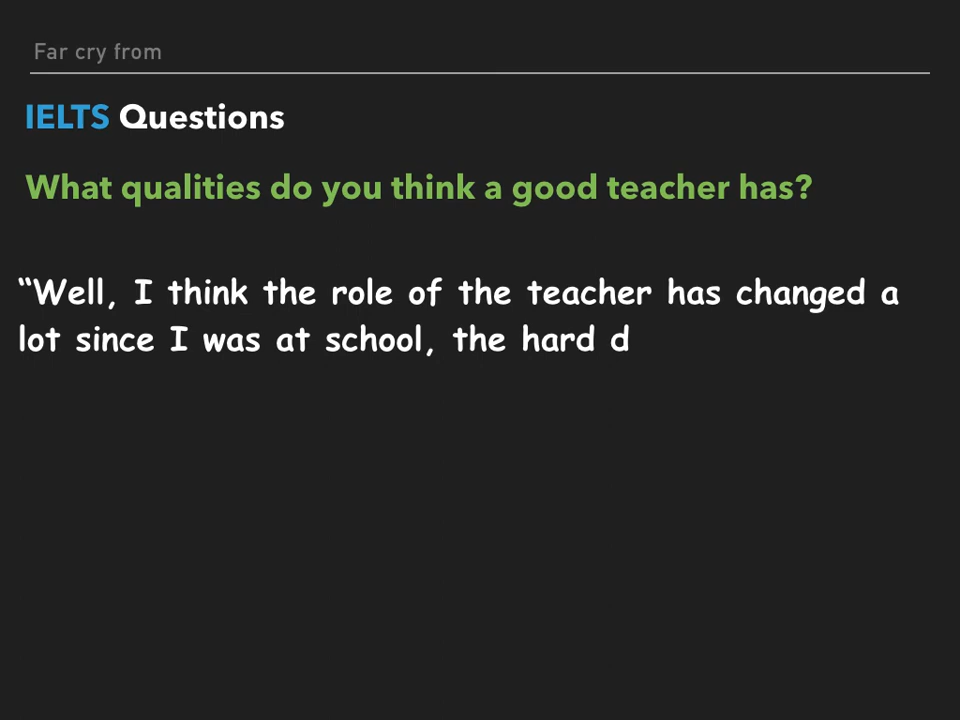 Far cry from
IELTS Questions
What qualities do you think a good teacher has?
“Well, I think the role of the teacher has changed a
lot since I was at school, the hard d